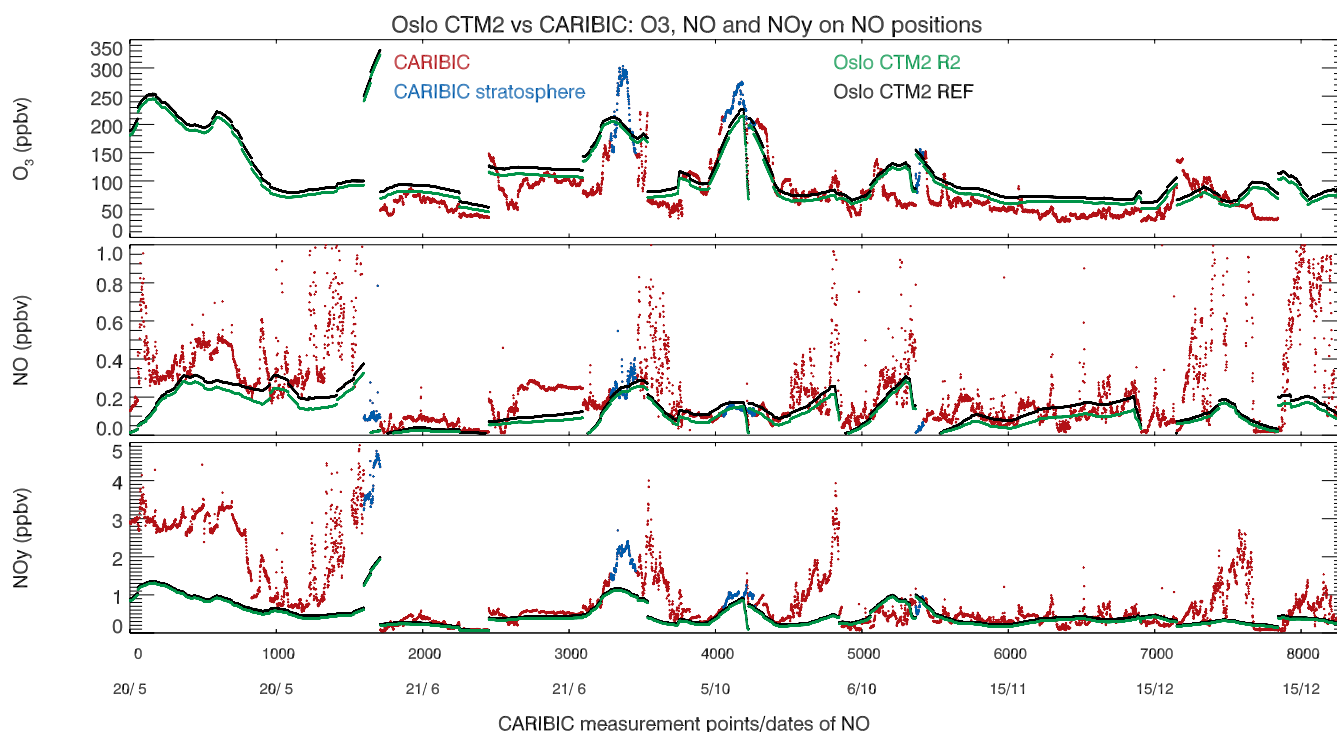 Oslo CTM2 vs CARIBIC: O3, NO and NOy on NO positions
CARIBIC
CARIBIC stratosphere
Oslo CTM2 R2
Oslo CTM2 REF
O3 (ppbv)
350
300
250
200
150
100
50
0
NO (ppbv)
1.0
0.8
0.6
0.4
0.2
0.0
NOy (ppbv)
5
4
3
2
1
0
0 1000 2000 3000 4000 5000 6000 7000 8000
20/ 5 20/ 5 21/ 6 21/ 6 5/10 6/10 15/11 15/12 15/12
CARIBIC measurement points/dates of NO